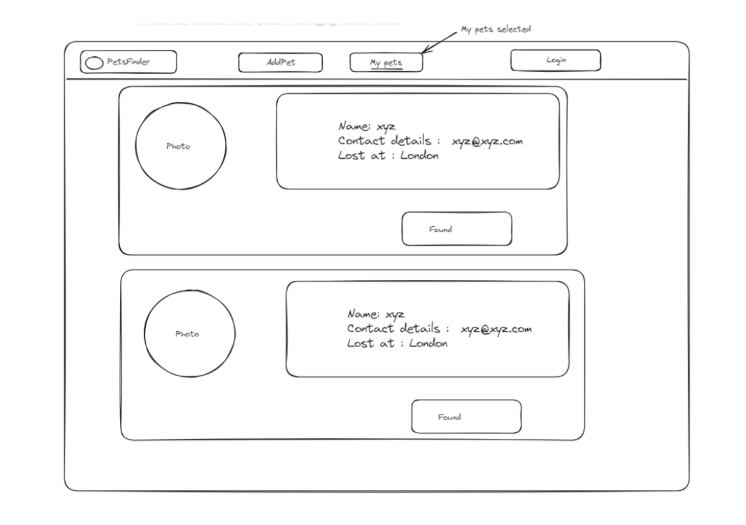 My pets selected
PetsFinder
AddPet
My pets
Login
Photo
Name: xyz
Contact details : xyz@xyz.com
Lost at : London
Found
Photo
Name: xyz
Contact details : xyz@xyz.com
Lost at : London
Found